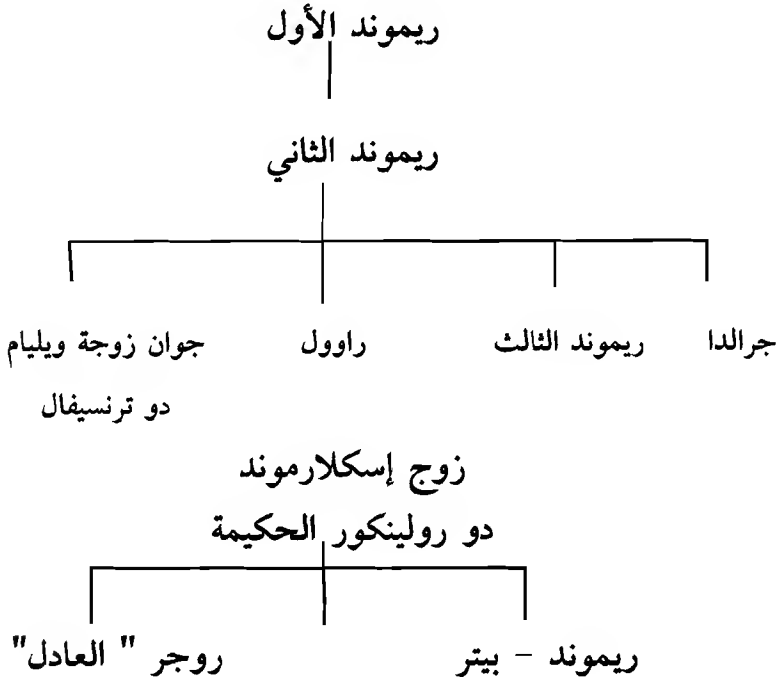 ريموند الأول
ريموند الثاني
جرالدا ريموند الثالث راوول جوان زوجة ويليام
دو ترنسيفال
زوج إسكلارموند
دو رولينكور الحكيمة
ريموند - بيتر روجر " العادل"